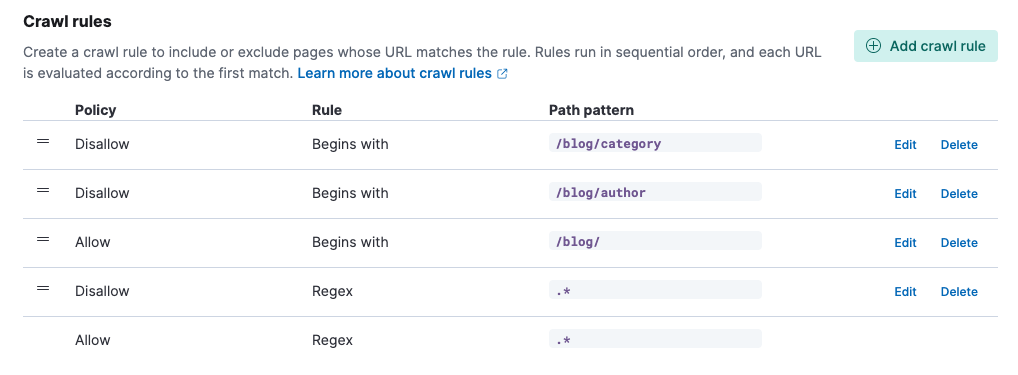 Crawl rules
Create a crawl rule to include or exclude pages whose URL matches the rule. Rules run in sequential order, and each URL
is evaluated according to the first match. Learn more about crawl rules
Add crawl rule
Policy Rule Path pattern
Disallow Begins with /blog/category Edit Delete
Disallow Begins with /blog/author Edit Delete
Allow Begins with /blog/ Edit Delete
Disallow Regex .* Edit Delete
Allow Regex .*